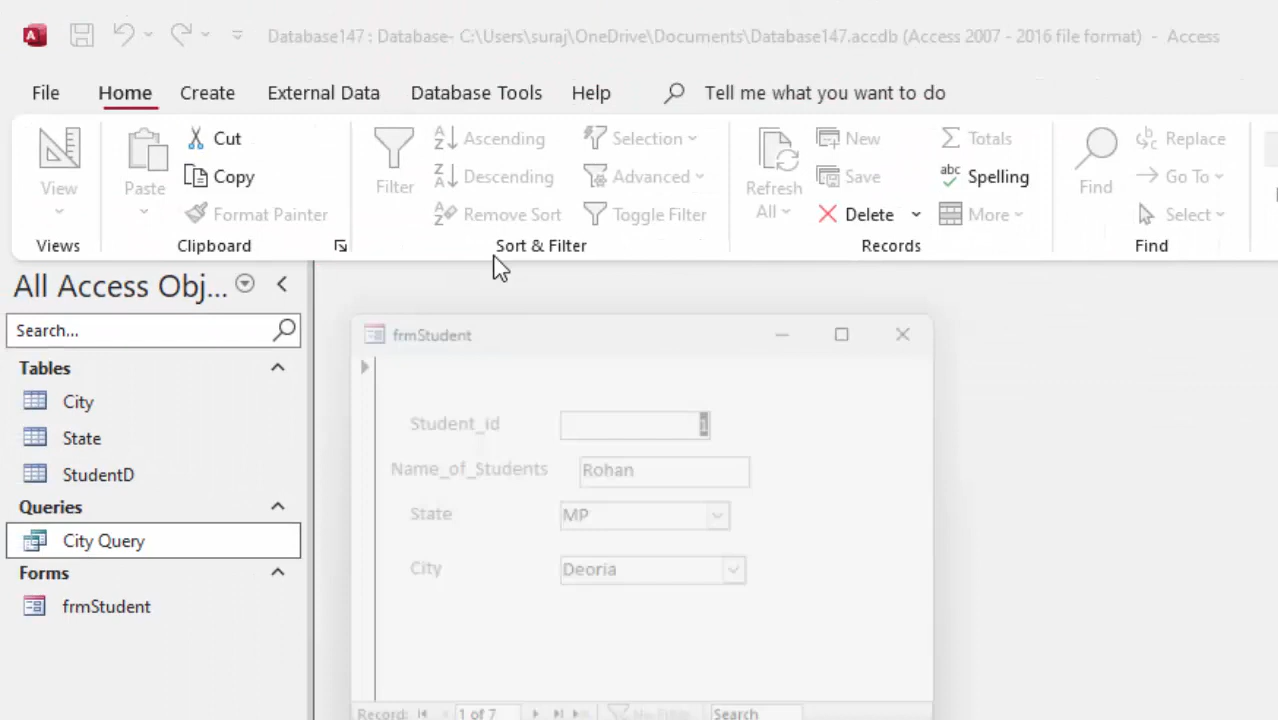 Database147 : Database- C:\Users\suraj\OneDrive\Documents\Database147.accdb (Access 2007 - 2016 file format) - Access
File Home Create External Data Database Tools Help Tell me what you want to do
View Paste Cut Copy Format Painter Filter Ascending Descending Remove Sort Selection Advanced Toggle Filter Refresh All New Save Delete Totals Spelling More Find Replace Go To Select
Views Clipboard Sort & Filter Records Find
All Access Obj...
Search...
Tables
City
State
StudentD
Queries
City Query
Forms
frmStudent
frmStudent
Student_id 1
Name_of_Students Rohan
State MP
City Deoria
Record: 1 of 7 No Filter Search